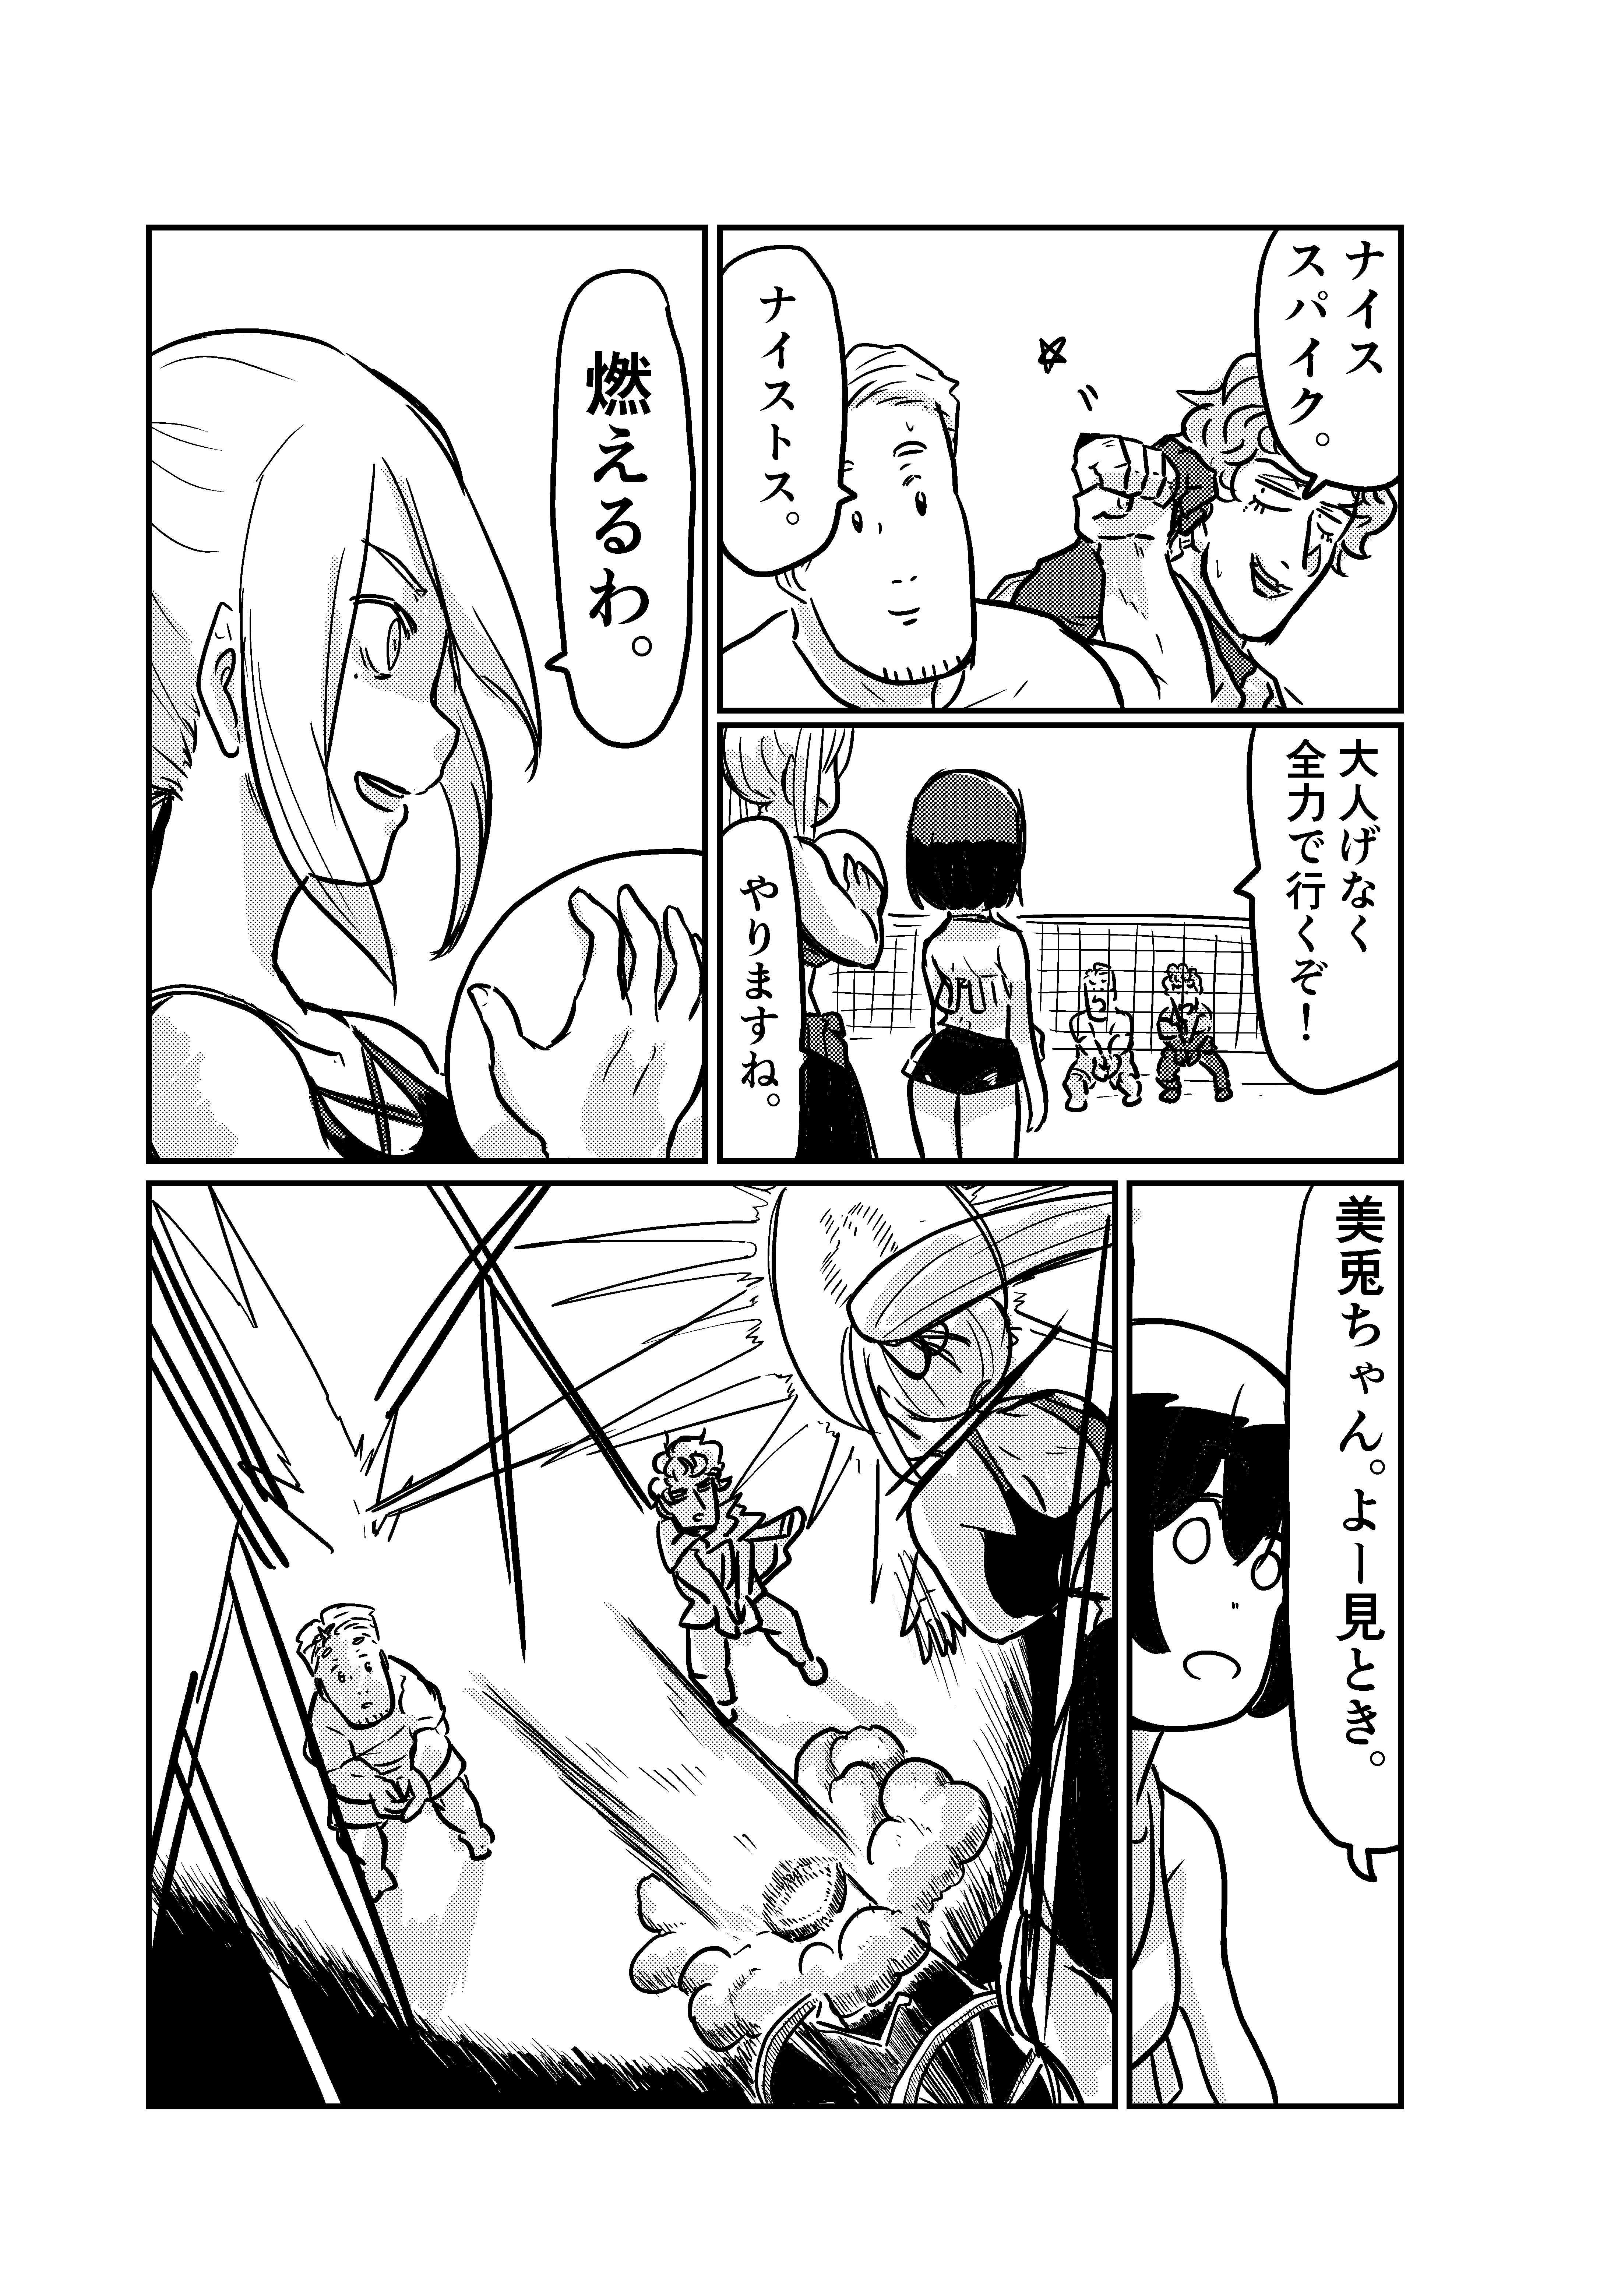 ナイス
スパイク。
ナイストス。
大人げなく
全力で行くぞ！
やりますね。
燃えるわ。
美兎ちゃん。よー見とき。